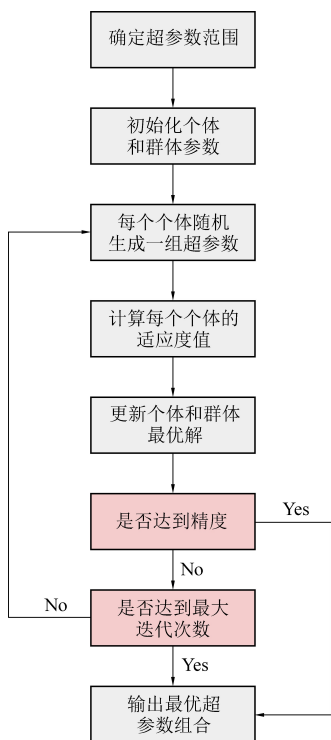 确定超参数范围
初始化个体
和群体参数
每个个体随机
生成一组超参数
计算每个个体的
适应度值
更新个体和群体
最优解
是否达到精度
Yes
No
No
是否达到最大
迭代次数
Yes
输出最优超
参数组合